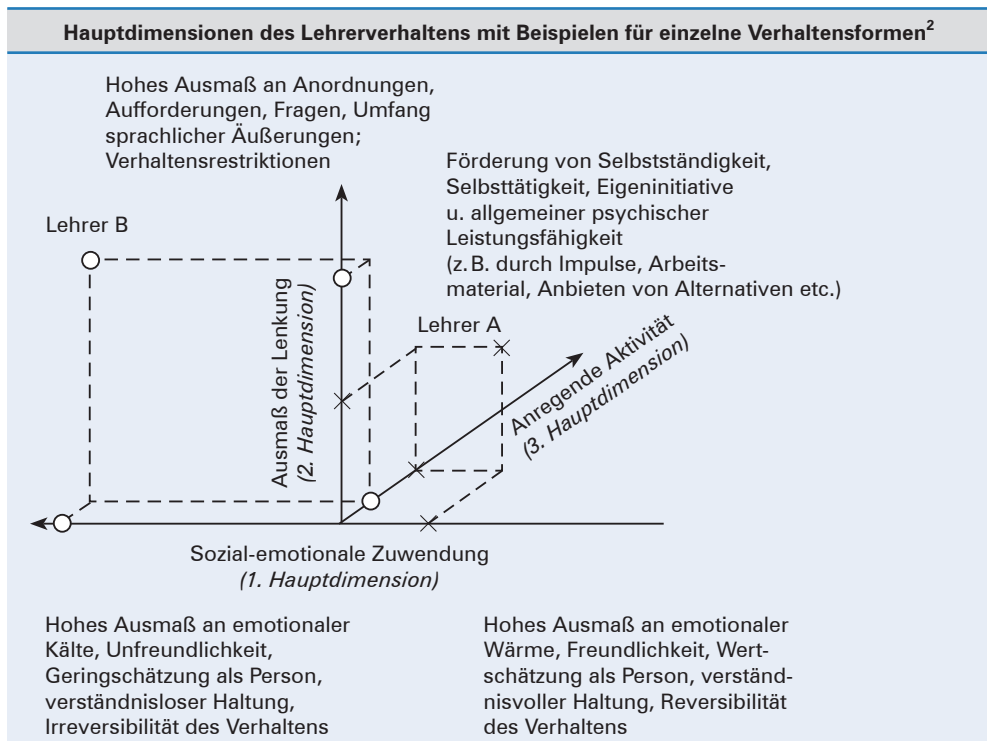 Hauptdimensionen des Lehrerverhaltens mit Beispielen für einzelne Verhaltensformen²
Hohes Ausmaß an Anordnungen,
Aufforderungen, Fragen, Umfang
sprachlicher Äußerungen;
Verhaltensrestriktionen
Förderung von Selbstständigkeit,
Selbsttätigkeit, Eigeninitiative
u. allgemeiner psychischer
Leistungsfähigkeit
(z. B. durch Impulse, Arbeits-
material, Anbieten von Alternativen etc.)
Lehrer B
Ausmaß der Lenkung
(2. Hauptdimension)
Lehrer A
Anregende Aktivität
(3. Hauptdimension)
Sozial-emotionale Zuwendung
(1. Hauptdimension)
Hohes Ausmaß an emotionaler
Kälte, Unfreundlichkeit,
Geringschätzung als Person,
verständnisloser Haltung,
Irreversibilität des Verhaltens
Hohes Ausmaß an emotionaler
Wärme, Freundlichkeit, Wert-
schätzung als Person, verständ-
nisvoller Haltung, Reversibilität
des Verhaltens